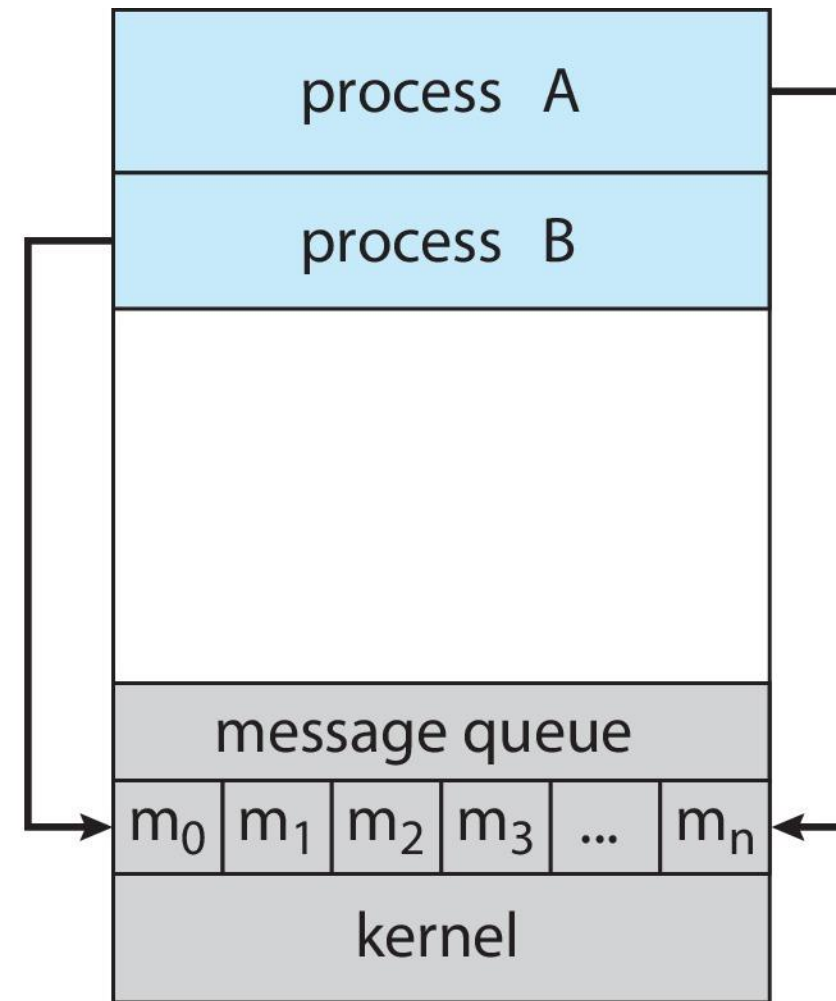 process A
process B
message queue
m₀ m₁ m₂ m₃ ... mₙ
kernel